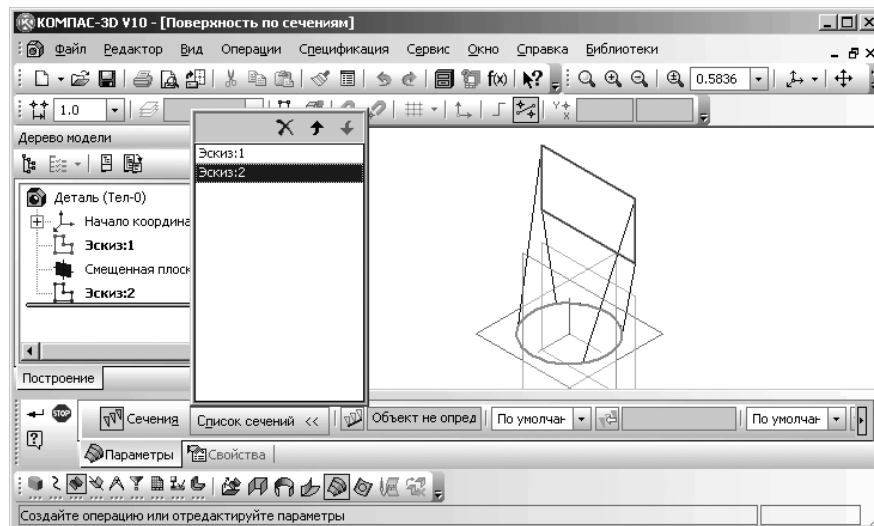 КОМПАС-3D V10 - [Поверхность по сечениям]
Файл Редактор Вид Операции Спецификация Сервис Окно Справка Библиотеки
0.5836
1.0
Дерево модели
Эскиз:1
Эскиз:2
Деталь (Тел-0)
Начало координа
Эскиз:1
Смещенная плоск
Эскиз:2
Построение
Сечения Список сечений << Объект не опред По умолчан По умолчан
Параметры Свойства
Создайте операцию или отредактируйте параметры